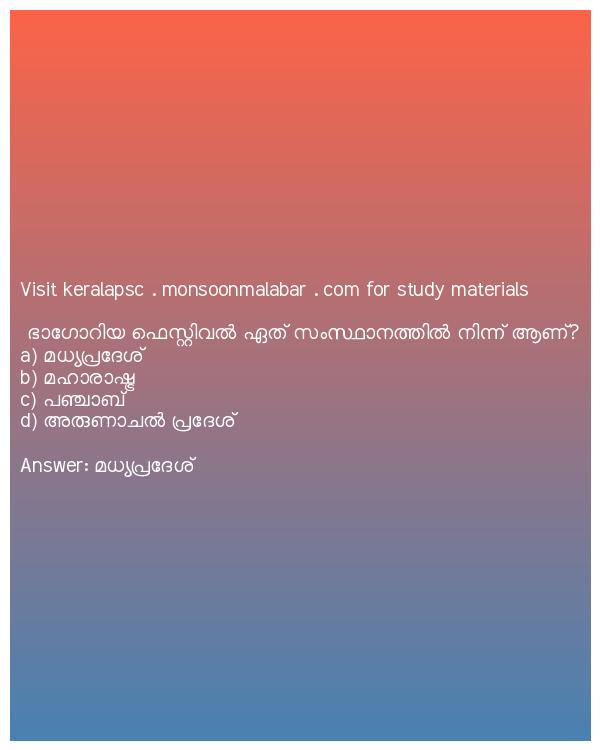 Visit keralapsc . monsoonmalabar . com for study materials
ഭാഗോറിയ ഫെസ്റ്റിവൽ ഏത് സംസ്ഥാനത്തിൽ നിന്ന് ആണ്?
a) മധ്യപ്രദേശ്
b) മഹാരാഷ്ട്ര
c) പഞ്ചാബ്
d) അരുണാചൽ പ്രദേശ്
Answer: മധ്യപ്രദേശ്